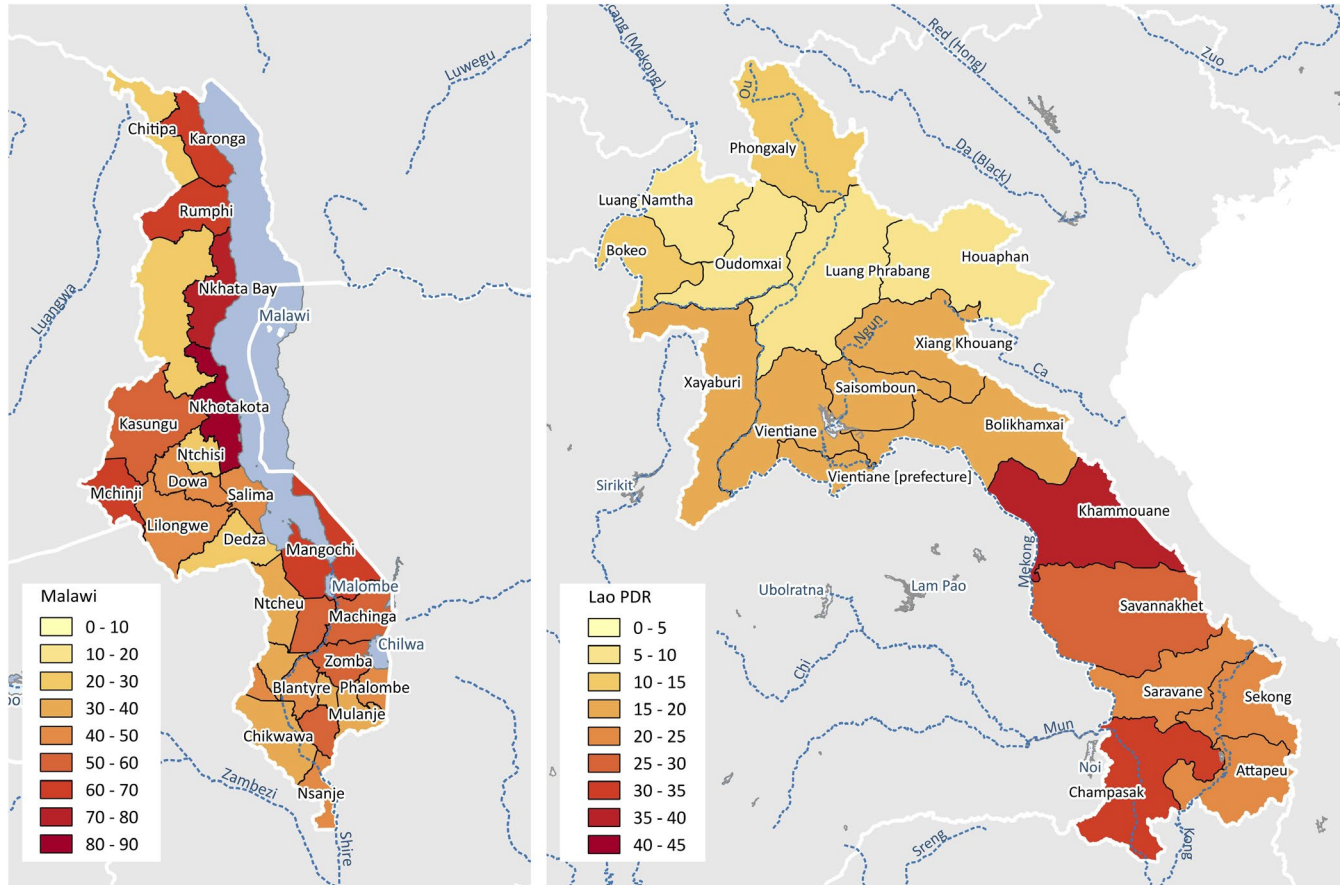 Luwegu
Chitipa
Karonga
Rumphi
Luangwa
Nkhata Bay
Malawi
Nkhotakota
Kasungu
Ntchisi
Mchinji
Dowa
Salima
Lilongwe
Dedza
Mangochi
Malombe
Ntcheu
Machinga
Chilwa
Zomba
Blantyre
Phalombe
Mulanje
Chikwawa
Zambezi
Nsanje
Shire
Malawi
0 - 10
10 - 20
20 - 30
30 - 40
40 - 50
50 - 60
60 - 70
70 - 80
80 - 90
cang (Mekong)
Red (Hong)
Zuo
Ou
Phongxaly
Da (Black)
Luang Namtha
Bokeo
Oudomxai
Luang Phrabang
Houaphan
Ngun
Xiang Khouang
Ca
Xayaburi
Saisomboun
Vientiane
Bolikhamxai
Vientiane [prefecture]
Sirikit
Khammouane
Mekong
Ubolratna
Lam Pao
Savannakhet
Chi
Saravane
Sekong
Mun
Noi
Attapeu
Champasak
Kong
Sreng
Lao PDR
0 - 5
5 - 10
10 - 15
15 - 20
20 - 25
25 - 30
30 - 35
35 - 40
40 - 45